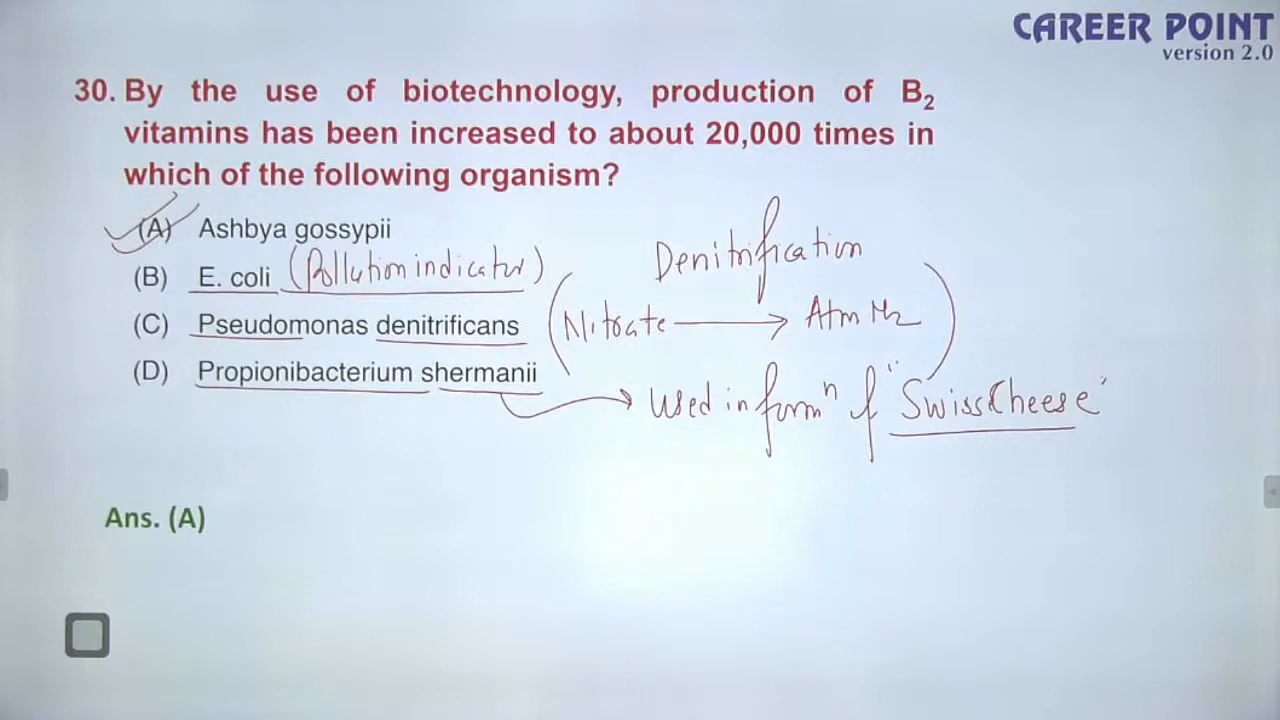 CAREER POINT
version 2.0
30. By the use of biotechnology, production of B₂
vitamins has been increased to about 20,000 times in
which of the following organism?
(A) Ashbya gossypii
(B) E. coli (Pollution indicator)
Denitrification
(C) Pseudomonas denitrificans (Nitrate → Atm N₂)
(D) Propionibacterium shermanii → Used in formⁿ of "Swiss Cheese"
Ans. (A)